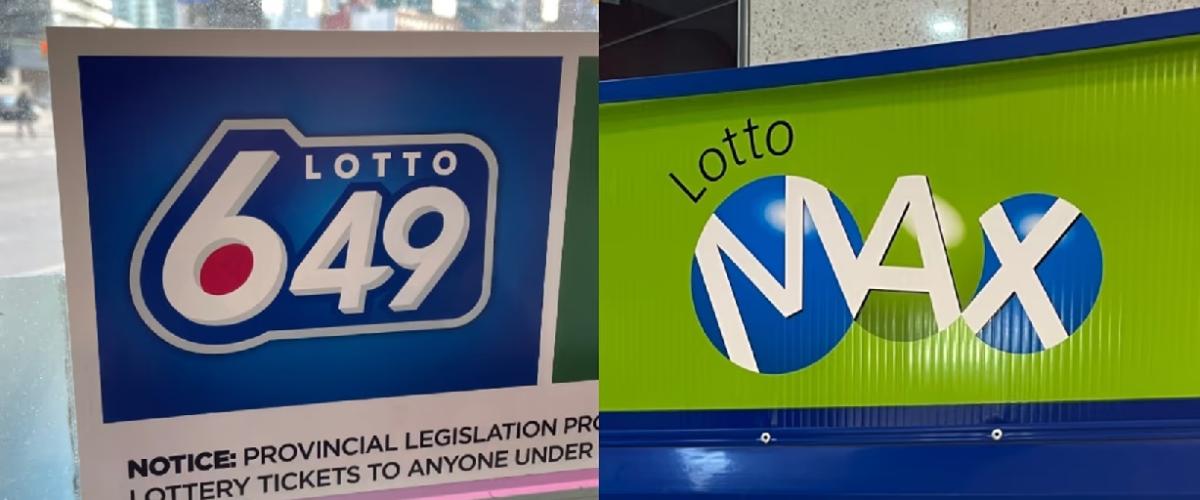 LOTTO
649
NOTICE: PROVINCIAL LEGISLATION
LOTTERY TICKETS TO ANYONE UNDER
Lotto
MAX